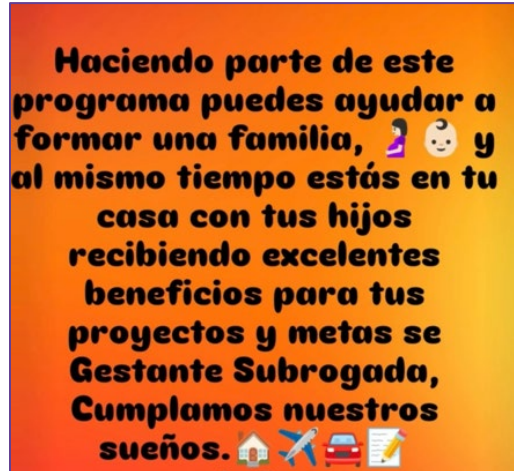 Haciendo parte de este
programa puedes ayudar a
formar una familia, 🤰🏻 👶🏻 y
al mismo tiempo estás en tu
casa con tus hijos
recibiendo excelentes
beneficios para tus
proyectos y metas se
Gestante Subrogada,
Cumplamos nuestros
sueños.🏠✈️🚘📝